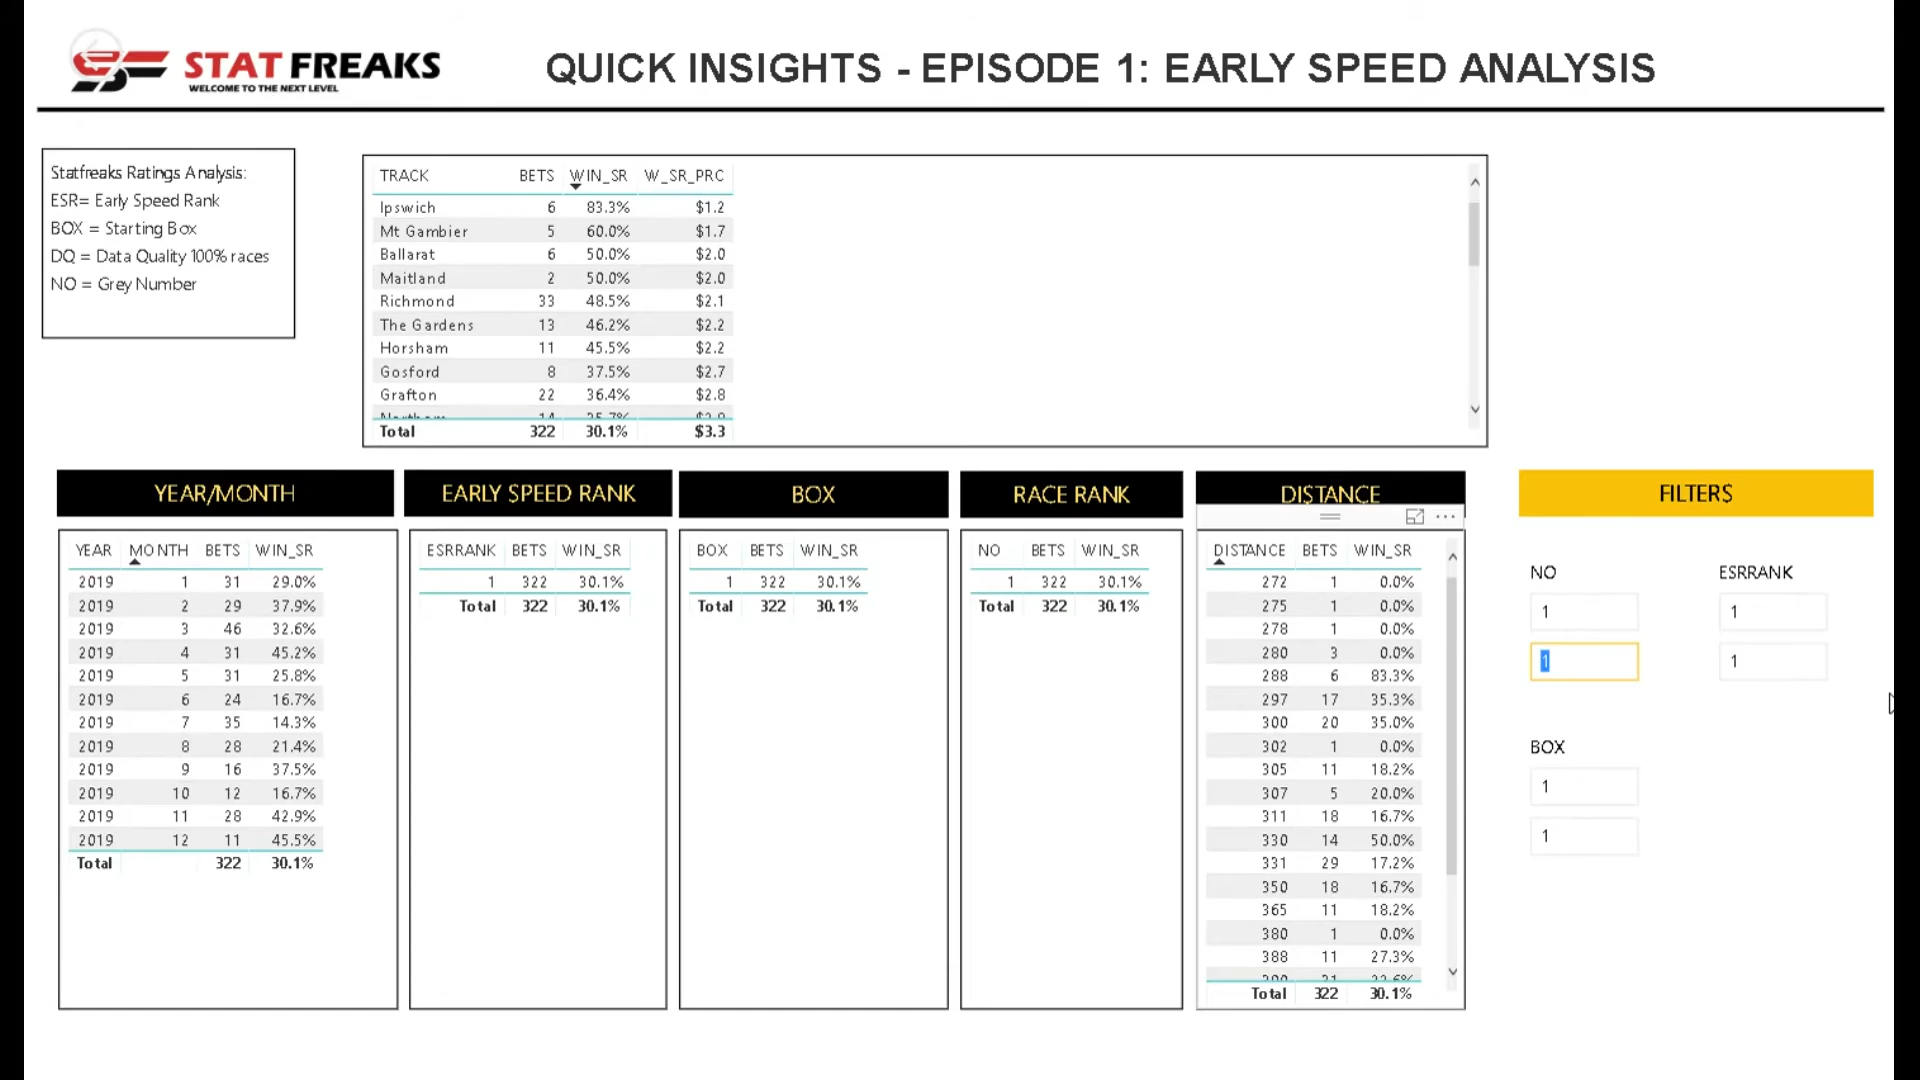 STAT FREAKS
WELCOME TO THE NEXT LEVEL
QUICK INSIGHTS - EPISODE 1: EARLY SPEED ANALYSIS
Statfreaks Ratings Analysis:
ESR= Early Speed Rank
BOX = Starting Box
DQ = Data Quality 100% races
NO = Grey Number
TRACK BETS WIN_SR W_SR_PRC
Ipswich 6 83.3% $1.2
Mt Gambier 5 60.0% $1.7
Ballarat 6 50.0% $2.0
Maitland 2 50.0% $2.0
Richmond 33 48.5% $2.1
The Gardens 13 46.2% $2.2
Horsham 11 45.5% $2.2
Gosford 8 37.5% $2.7
Grafton 22 36.4% $2.8
Total 322 30.1% $3.3
YEAR/MONTH
YEAR MONTH BETS WIN_SR
2019 1 31 29.0%
2019 2 29 37.9%
2019 3 46 32.6%
2019 4 31 45.2%
2019 5 31 25.8%
2019 6 24 16.7%
2019 7 35 14.3%
2019 8 28 21.4%
2019 9 16 37.5%
2019 10 12 16.7%
2019 11 28 42.9%
2019 12 11 45.5%
Total 322 30.1%
EARLY SPEED RANK
ESRRANK BETS WIN_SR
1 322 30.1%
Total 322 30.1%
BOX
BOX BETS WIN_SR
1 322 30.1%
Total 322 30.1%
RACE RANK
NO BETS WIN_SR
1 322 30.1%
Total 322 30.1%
DISTANCE
DISTANCE BETS WIN_SR
272 1 0.0%
275 1 0.0%
278 1 0.0%
280 3 0.0%
288 6 83.3%
297 17 35.3%
300 20 35.0%
302 1 0.0%
305 11 18.2%
307 5 20.0%
311 18 16.7%
330 14 50.0%
331 29 17.2%
350 18 16.7%
365 11 18.2%
380 1 0.0%
388 11 27.3%
Total 322 30.1%
FILTERS
NO
1
1
ESRRANK
1
1
BOX
1
1